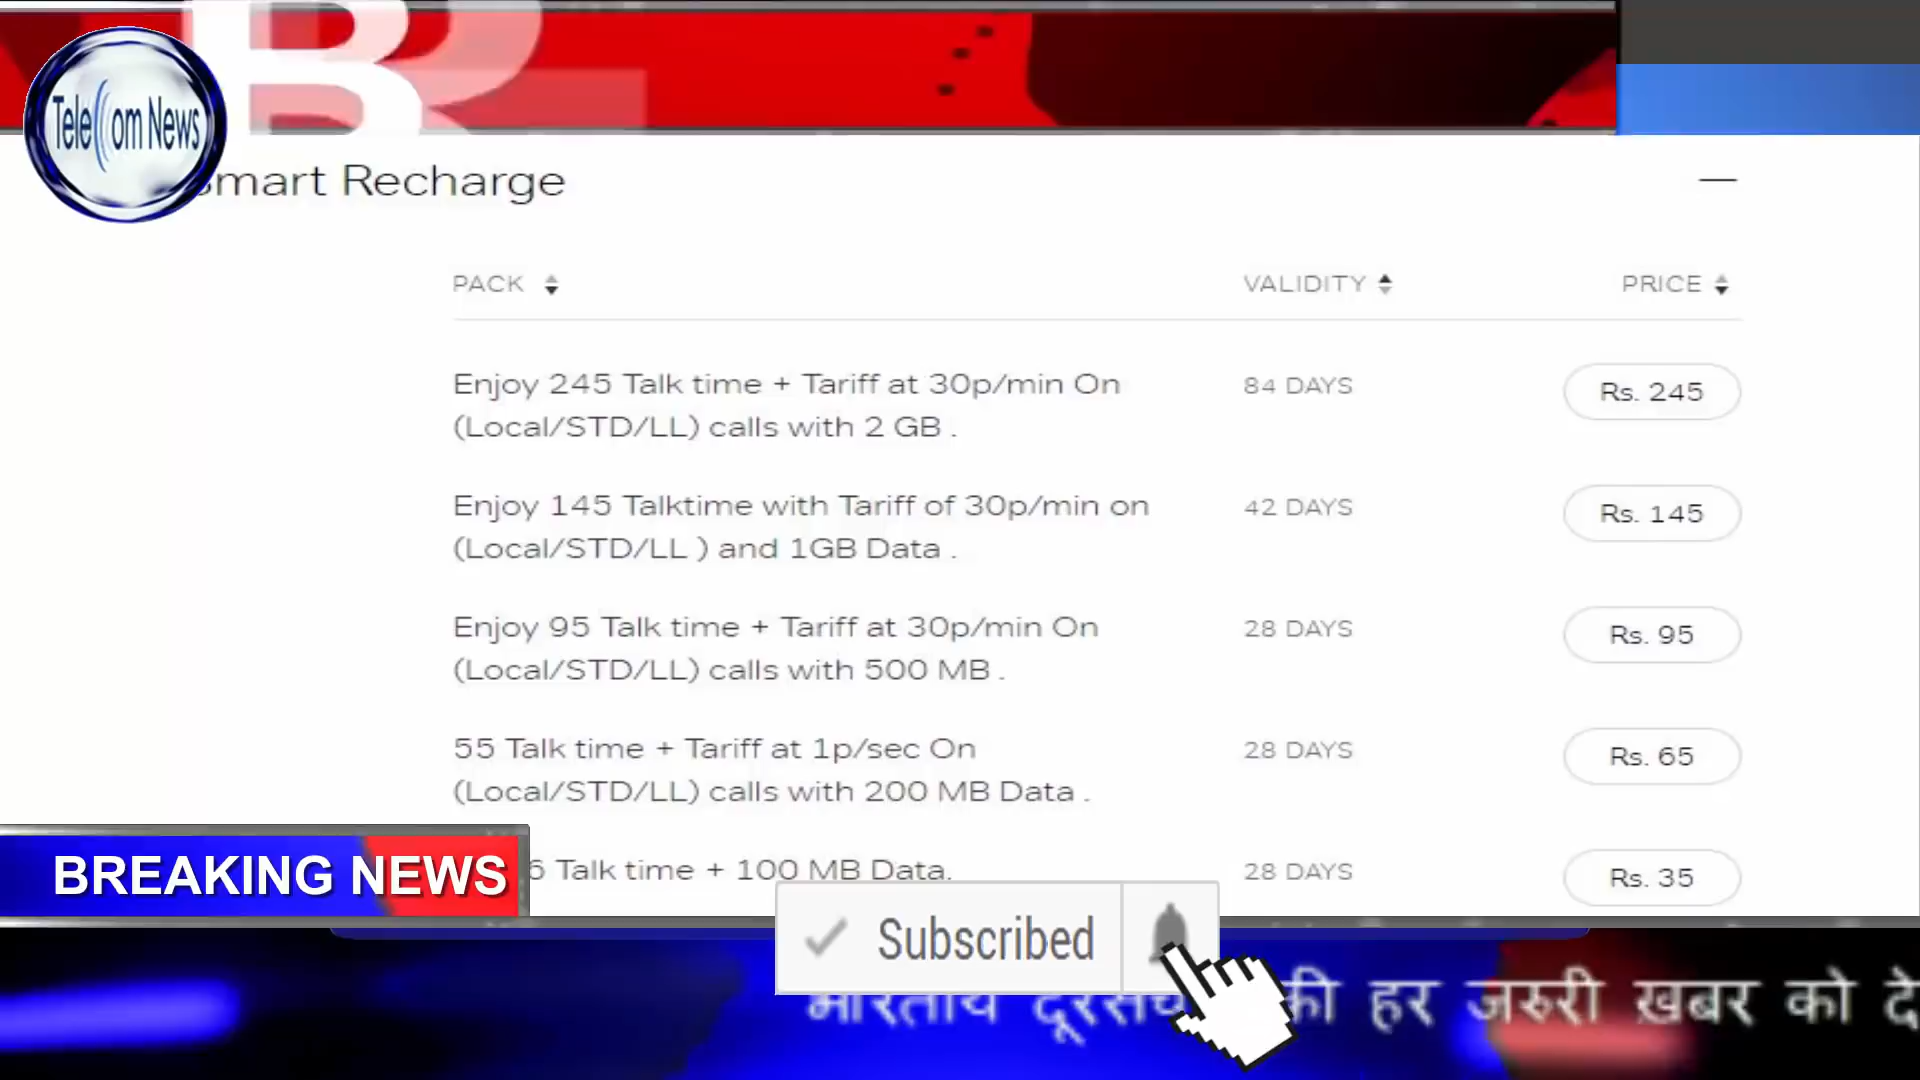 Telecom News
Smart Recharge
PACK VALIDITY PRICE
Enjoy 245 Talk time + Tariff at 30p/min On
(Local/STD/LL) calls with 2 GB .
84 DAYS
Rs. 245
Enjoy 145 Talktime with Tariff of 30p/min on
(Local/STD/LL ) and 1GB Data .
42 DAYS
Rs. 145
Enjoy 95 Talk time + Tariff at 30p/min On
(Local/STD/LL) calls with 500 MB .
28 DAYS
Rs. 95
55 Talk time + Tariff at 1p/sec On
(Local/STD/LL) calls with 200 MB Data .
28 DAYS
Rs. 65
6 Talk time + 100 MB Data.
28 DAYS
Rs. 35
BREAKING NEWS
Subscribed
भारतीय की हर जरुरी ख़बर को